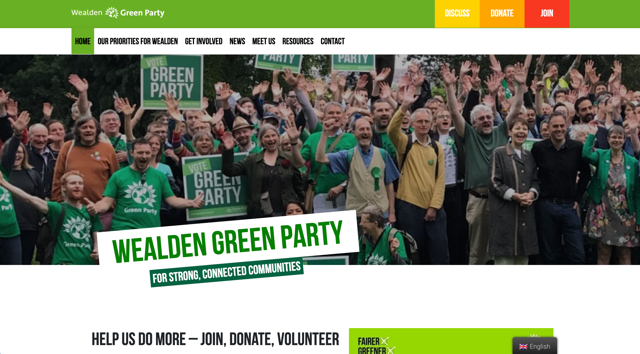 Wealden Green Party
DISCUSS
DONATE
JOIN
HOME
OUR PRIORITIES FOR WEALDEN
GET INVOLVED
NEWS
MEET US
RESOURCES
CONTACT
VOTE
GREEN
PARTY
GREEN
PARTY
VOTE
GREEN
PARTY
Green Party
WEALDEN GREEN PARTY
FOR STRONG, CONNECTED COMMUNITIES
HELP US DO MORE – JOIN, DONATE, VOLUNTEER
FAIRER
GREENER
English